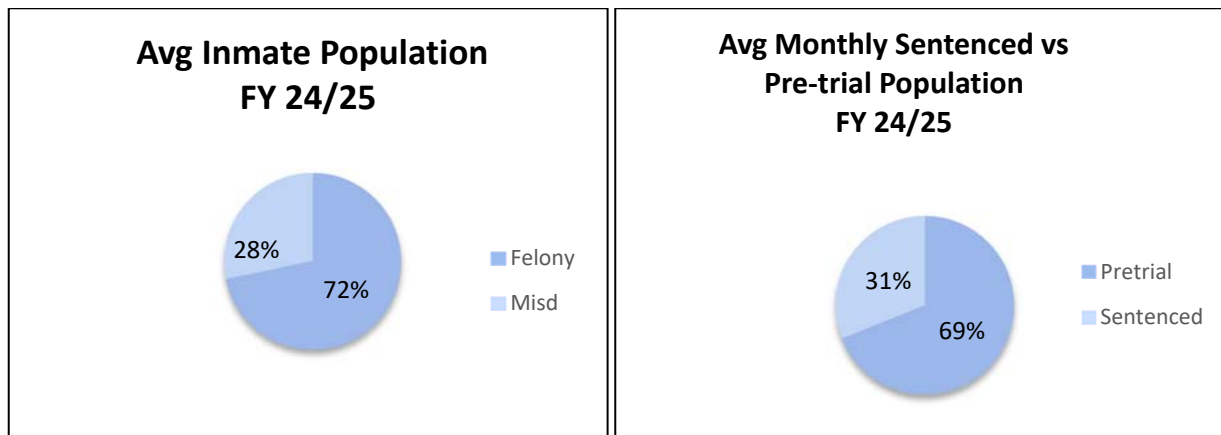 Avg Inmate Population
FY 24/25
28%
72%
Felony
Misd
Avg Monthly Sentenced vs
Pre-trial Population
FY 24/25
31%
69%
Pretrial
Sentenced